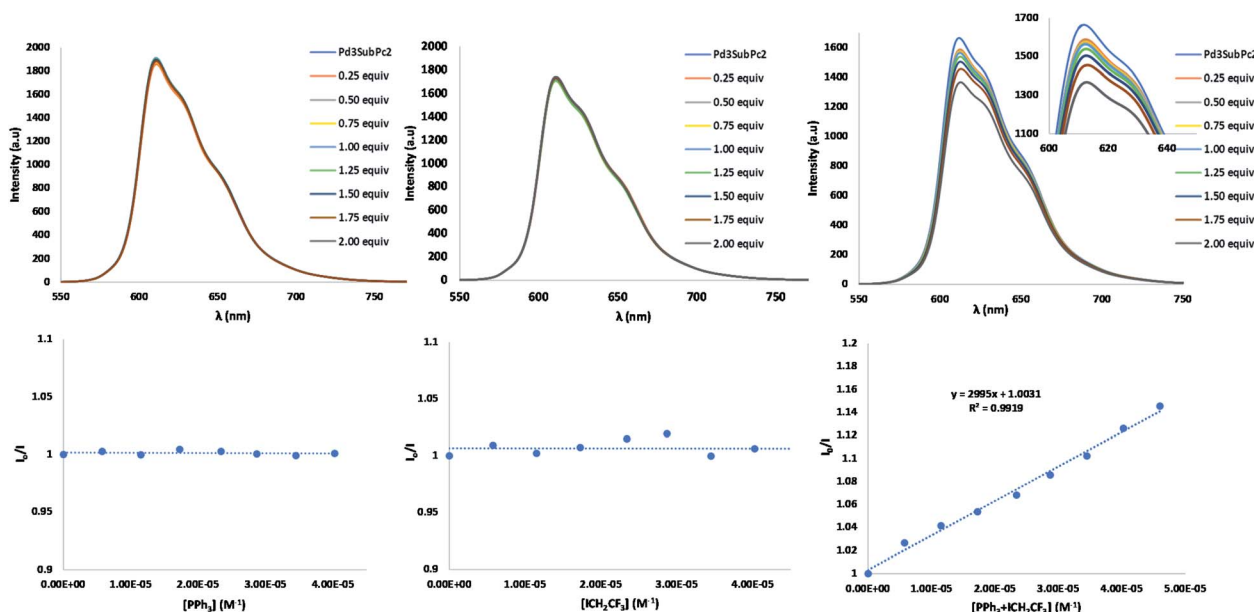 2000
1800
1600
1400
1200
1000
800
600
400
200
0
Intensity (a.u)
550
600
650
700
750
λ (nm)
Pd3SubPc2
0.25 equiv
0.50 equiv
0.75 equiv
1.00 equiv
1.25 equiv
1.50 equiv
1.75 equiv
2.00 equiv
2000
1800
1600
1400
1200
1000
800
600
400
200
0
Intensity (a.u)
550
600
650
700
750
λ (nm)
Pd3SubPc2
0.25 equiv
0.50 equiv
0.75 equiv
1.00 equiv
1.25 equiv
1.50 equiv
1.75 equiv
2.00 equiv
1600
1400
1200
1000
800
600
400
200
0
Intensity (a.u)
550
600
650
700
750
λ (nm)
1700
1500
1300
1100
600
620
640
Pd3SubPc2
0.25 equiv
0.50 equiv
0.75 equiv
1.00 equiv
1.25 equiv
1.50 equiv
1.75 equiv
2.00 equiv
1.1
1.05
1
0.95
0.9
I₀/I
0.00E+00
1.00E-05
2.00E-05
3.00E-05
4.00E-05
[PPh₃] (M⁻¹)
1.1
1.05
1
0.95
0.9
I₀/I
0.00E+00
1.00E-05
2.00E-05
3.00E-05
4.00E-05
[ICH₂CF₃] (M⁻¹)
1.2
1.18
1.16
1.14
1.12
1.1
1.08
1.06
1.04
1.02
1
I₀/I
y = 2995x + 1.0031
R² = 0.9919
0.00E+00
1.00E-05
2.00E-05
3.00E-05
4.00E-05
5.00E-05
[PPh₃+ICH₂CF₃] (M⁻¹)